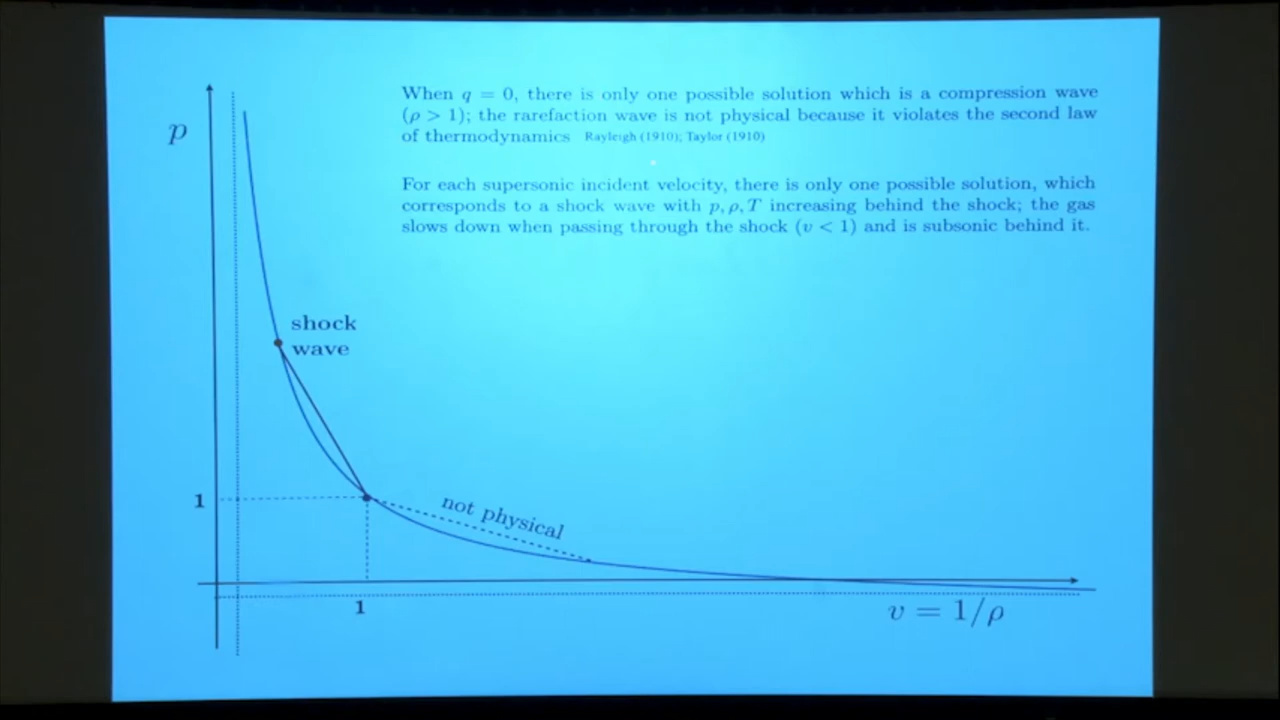 When q = 0, there is only one possible solution which is a compression wave
(ρ > 1); the rarefaction wave is not physical because it violates the second law
of thermodynamics Rayleigh (1910); Taylor (1910)
p
For each supersonic incident velocity, there is only one possible solution, which
corresponds to a shock wave with p, ρ, T increasing behind the shock; the gas
slows down when passing through the shock (v < 1) and is subsonic behind it.
shock
wave
1
not physical
1
v = 1/ρ